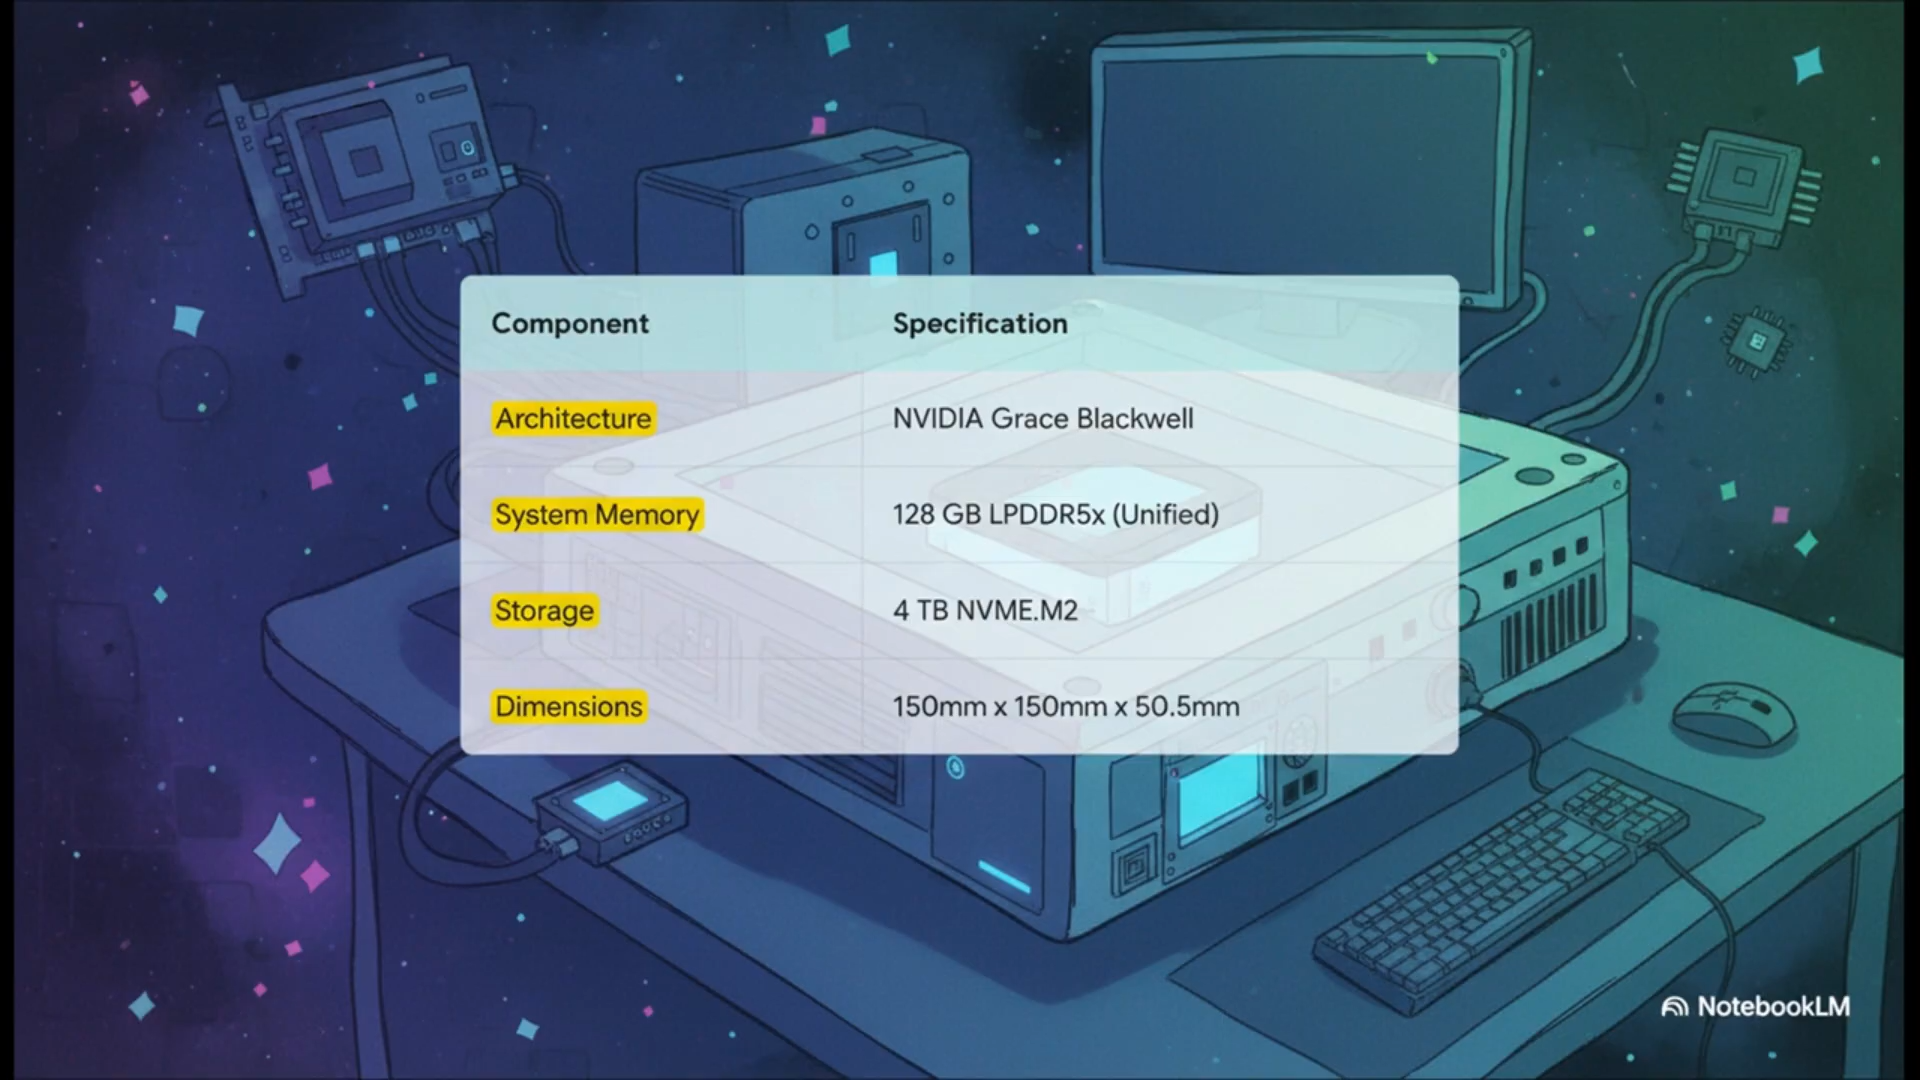 Component Specification
Architecture NVIDIA Grace Blackwell
System Memory 128 GB LPDDR5x (Unified)
Storage 4 TB NVME.M2
Dimensions 150mm x 150mm x 50.5mm
NotebookLM